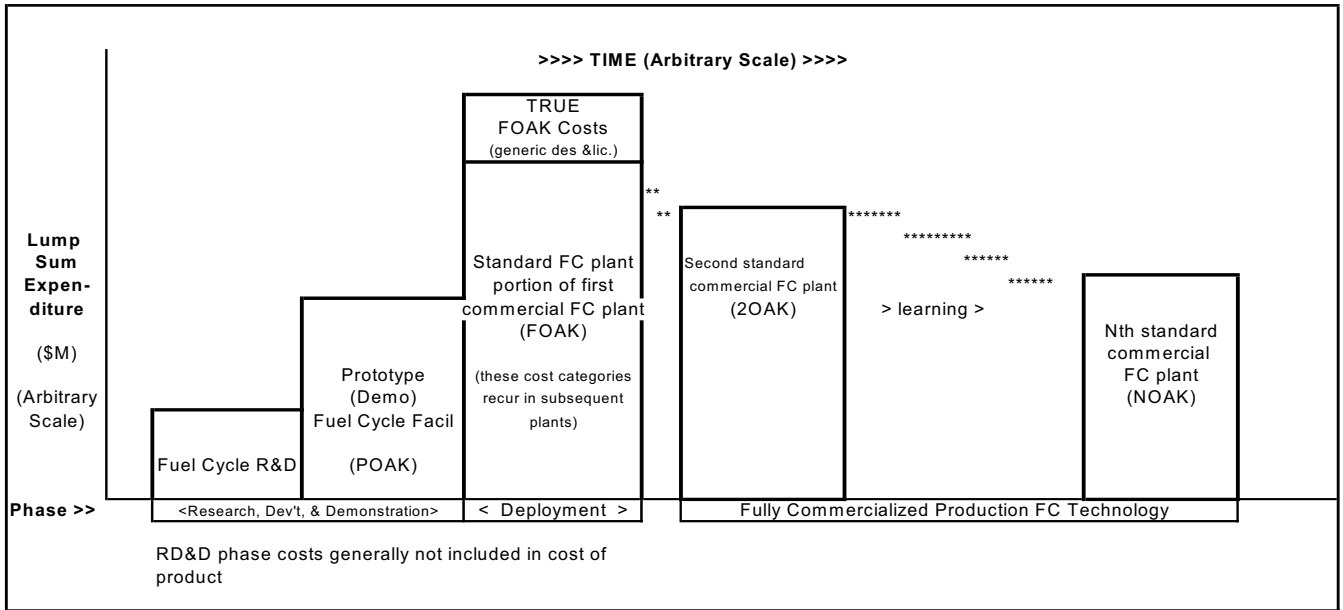 >>>> TIME (Arbitrary Scale) >>>>
TRUE
FOAK Costs
(generic des &lic.)
**
**
*******
*********
******
******
Lump
Sum
Expen-
diture
($M)
(Arbitrary
Scale)
Fuel Cycle R&D
Prototype
(Demo)
Fuel Cycle Facil
(POAK)
Standard FC plant
portion of first
commercial FC plant
(FOAK)
(these cost categories
recur in subsequent
plants)
Second standard
commercial FC plant
(2OAK)
> learning >
Nth standard
commercial
FC plant
(NOAK)
Phase >>
<Research, Dev't, & Demonstration>
< Deployment >
Fully Commercialized Production FC Technology
RD&D phase costs generally not included in cost of
product